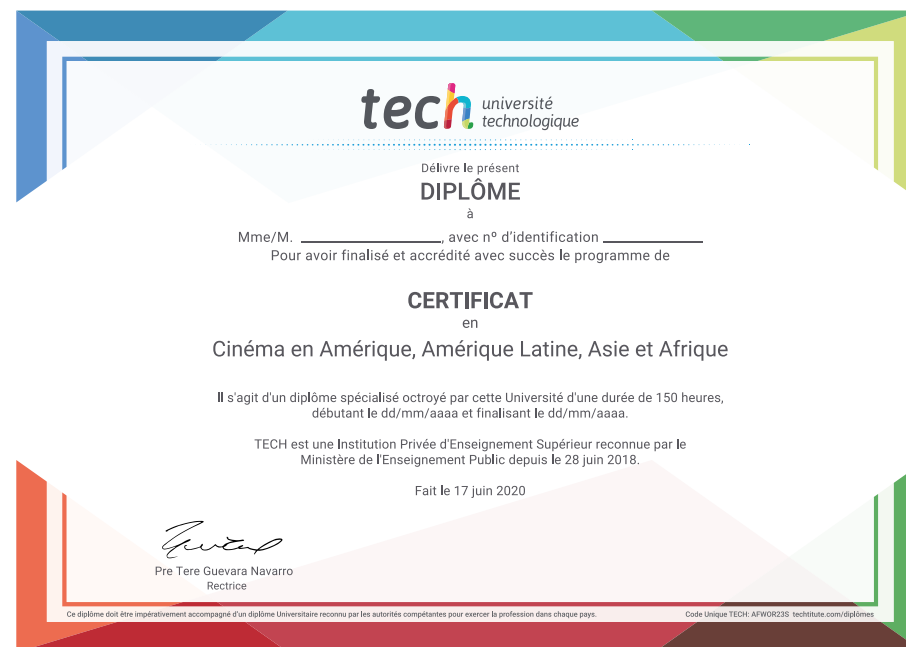 tech université
technologique
Délivre le présent
DIPLÔME
à
Mme/M. ____________________, avec nº d'identification ______________
Pour avoir finalisé et accrédité avec succès le programme de
CERTIFICAT
en
Cinéma en Amérique, Amérique Latine, Asie et Afrique
Il s'agit d'un diplôme spécialisé octroyé par cette Université d'une durée de 150 heures,
débutant le dd/mm/aaaa et finalisant le dd/mm/aaaa.
TECH est une Institution Privée d'Enseignement Supérieur reconnue par le
Ministère de l'Enseignement Public depuis le 28 juin 2018.
Fait le 17 juin 2020
Pre Tere Guevara Navarro
Rectrice
Ce diplôme doit être impérativement accompagné d'un diplôme Universitaire reconnu par les autorités compétantes pour exercer la profession dans chaque pays.
Code Unique TECH: AFWOR23S techtitute.com/diplômes